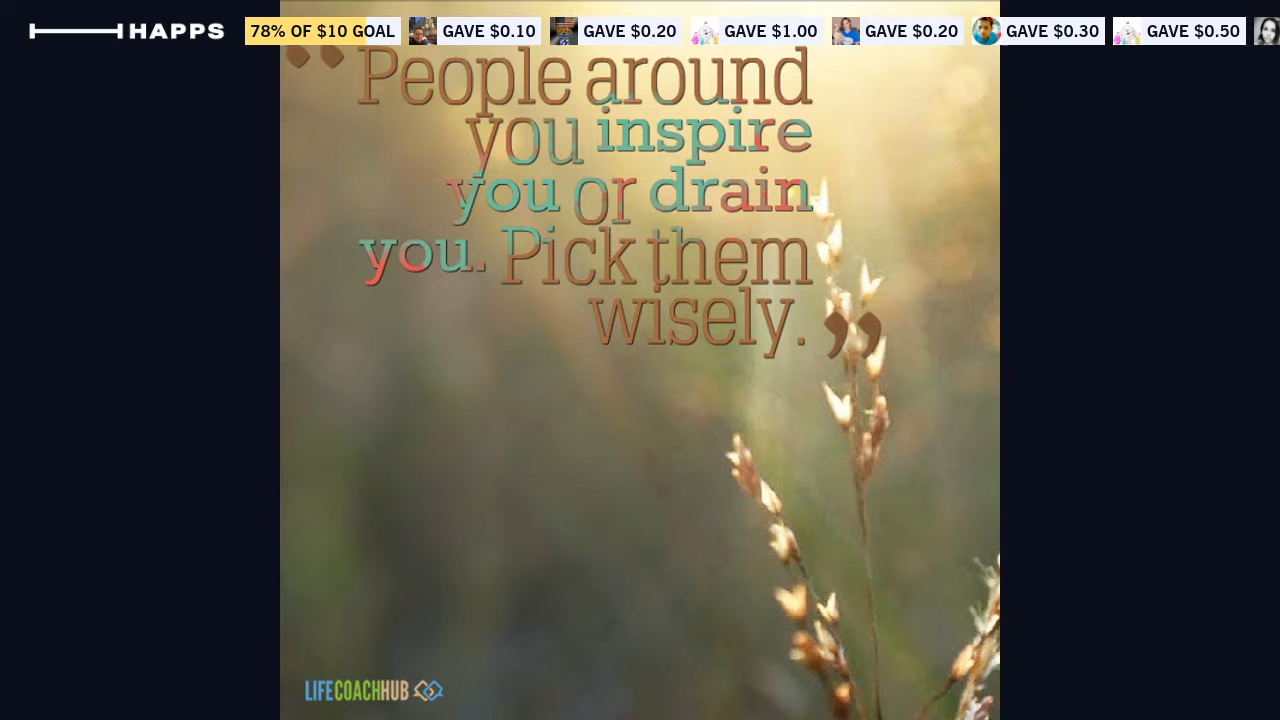 HAPPS
78% OF $10 GOAL
GAVE $0.10
GAVE $0.20
GAVE $1.00
GAVE $0.20
GAVE $0.30
GAVE $0.50
“People around
you inspire
you or drain
you. Pick them
wisely.”
LIFECOACHHUB